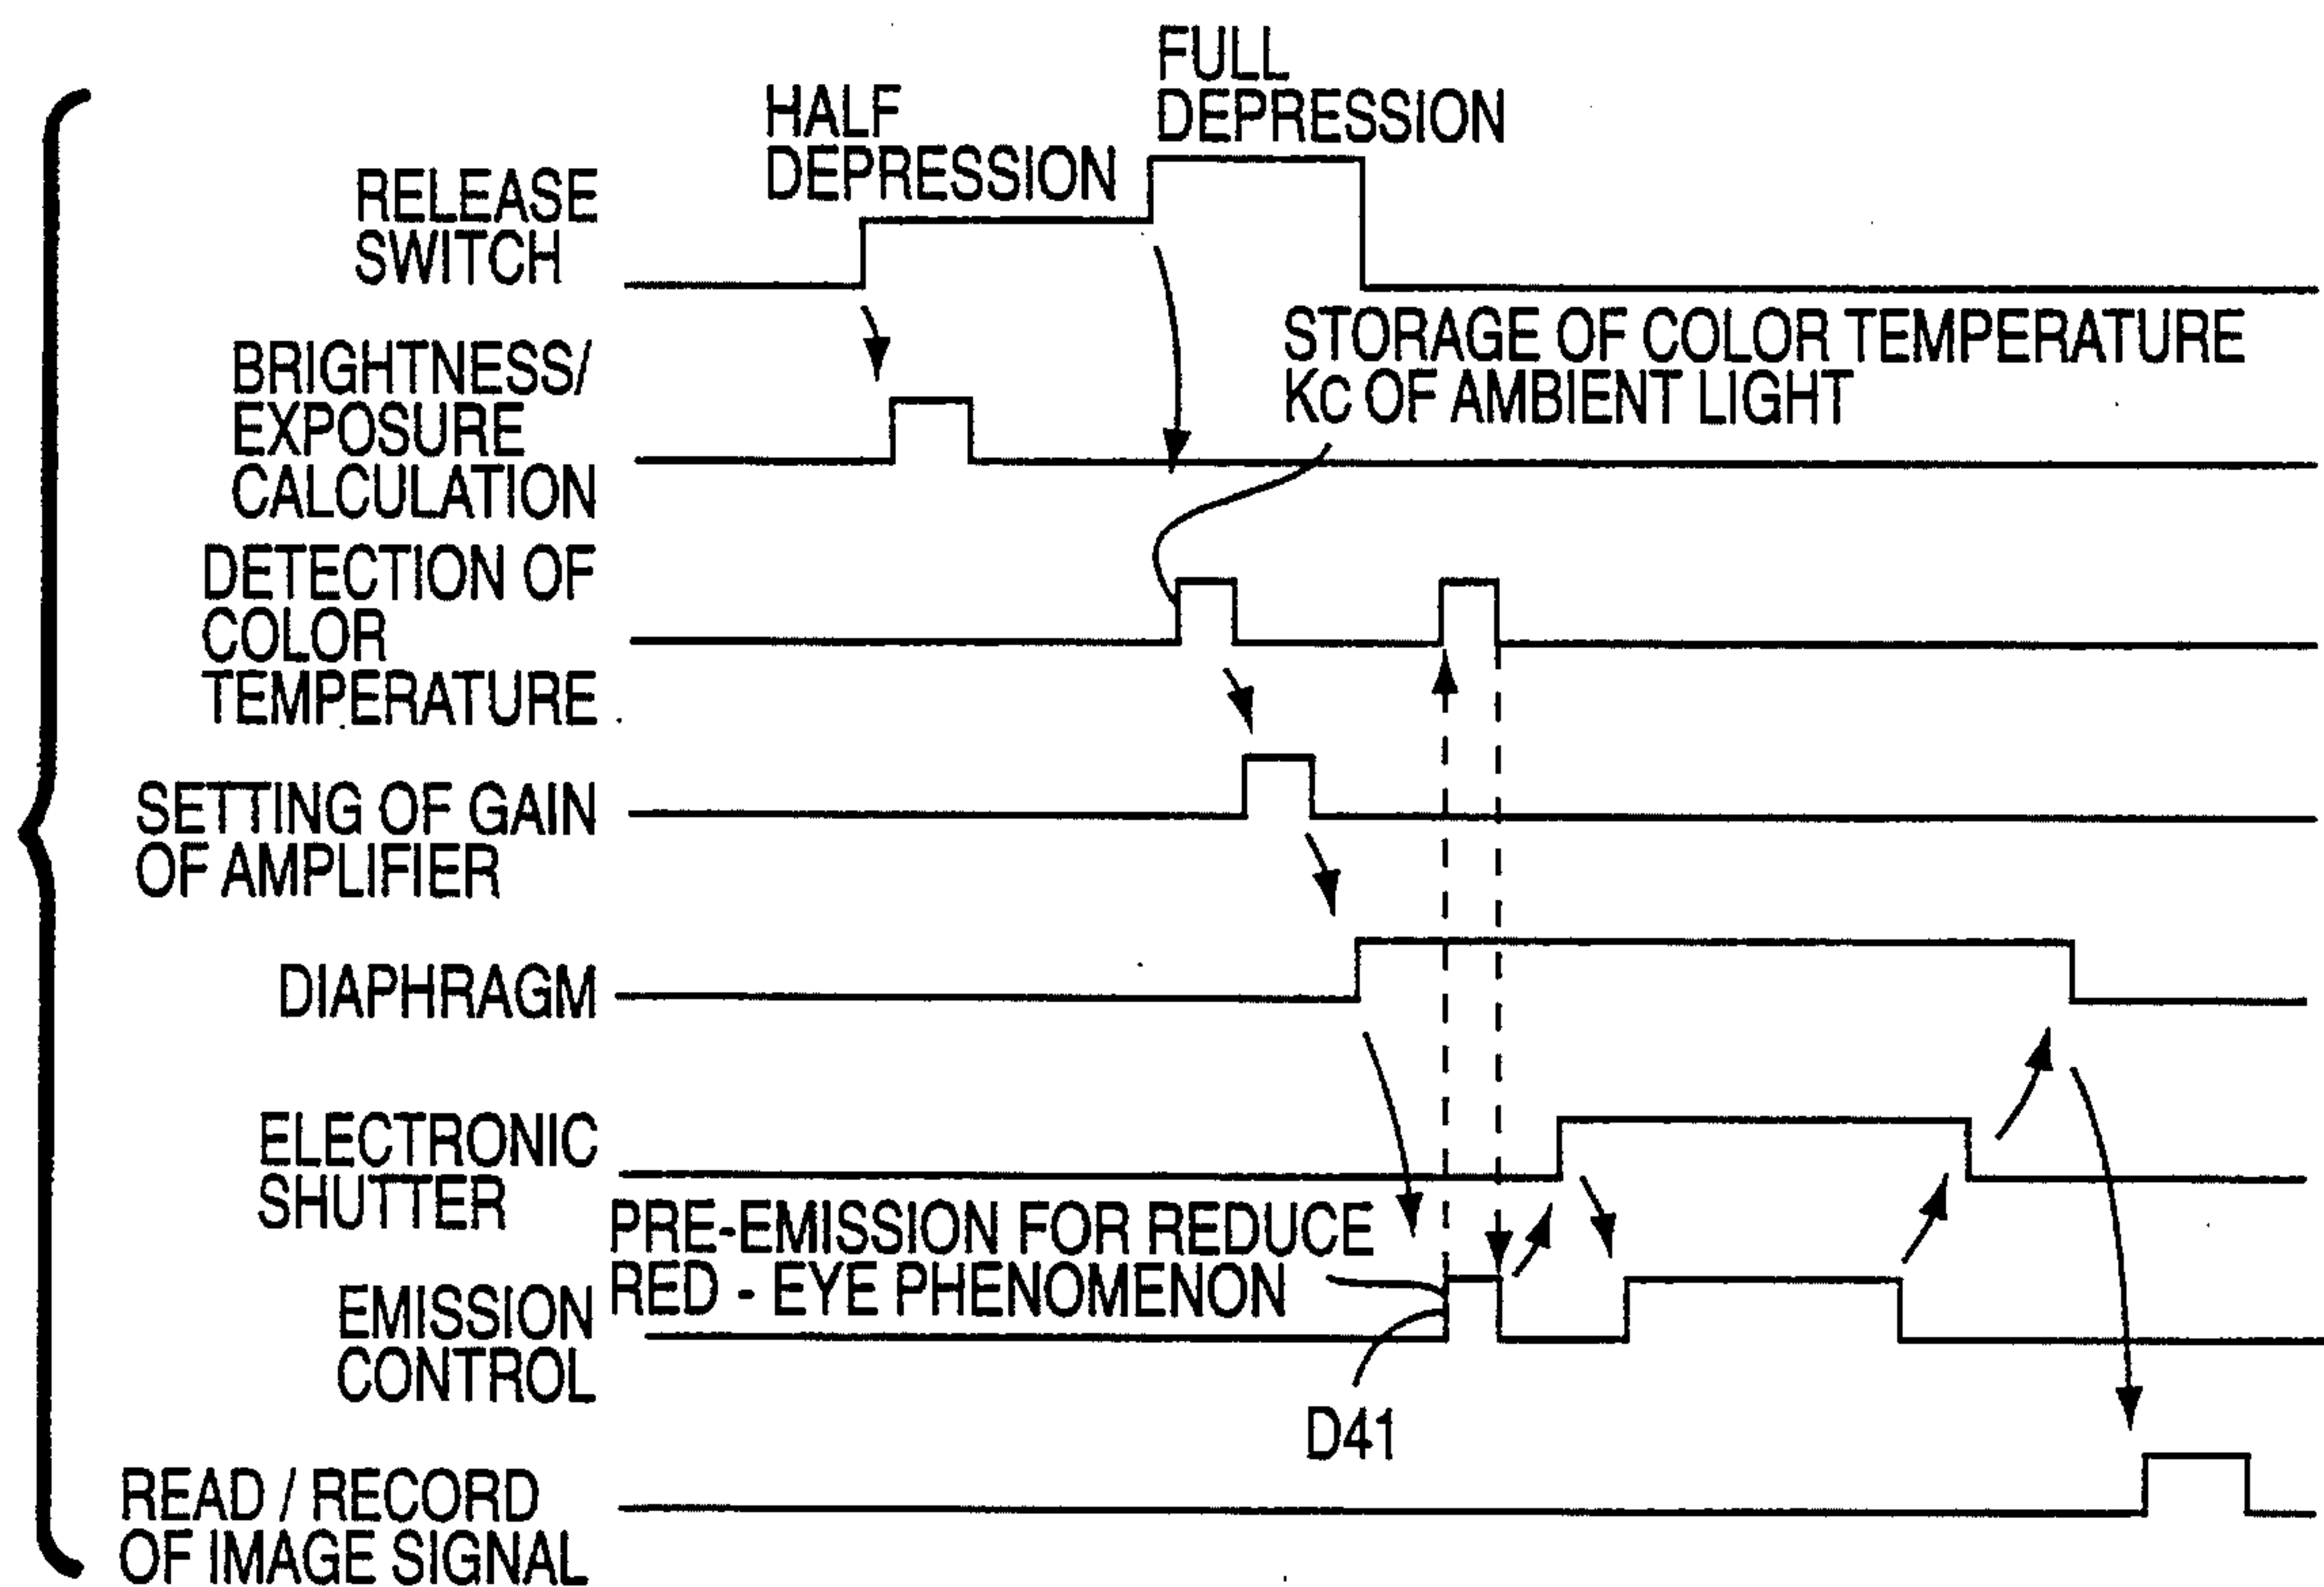 FULL
DEPRESSION
HALF
DEPRESSION
RELEASE
SWITCH
STORAGE OF COLOR TEMPERATURE
KC OF AMBIENT LIGHT
BRIGHTNESS/
EXPOSURE
CALCULATION
DETECTION OF
COLOR
TEMPERATURE
SETTING OF GAIN
OF AMPLIFIER
DIAPHRAGM
ELECTRONIC
SHUTTER
PRE-EMISSION FOR REDUCE
RED - EYE PHENOMENON
EMISSION
CONTROL
D41
READ / RECORD
OF IMAGE SIGNAL